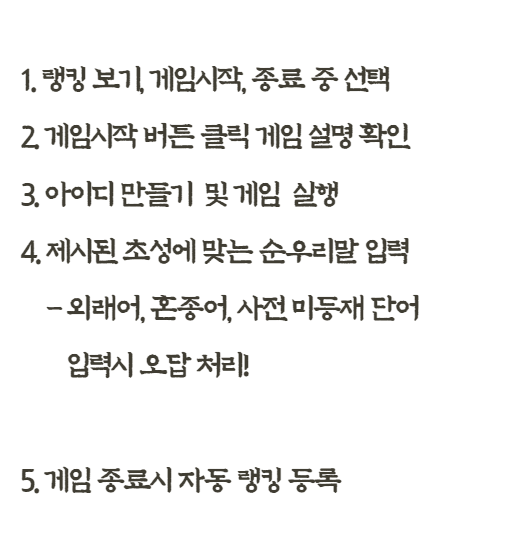 1. 랭킹 보기, 게임시작, 종료 중 선택
2. 게임시작 버튼 클릭 게임 설명 확인
3. 아이디 만들기 및 게임 실행
4. 제시된 초성에 맞는 순우리말 입력
- 외래어, 혼종어, 사전 미등재 단어
입력시 오답 처리!
5. 게임 종료시 자동 랭킹 등록